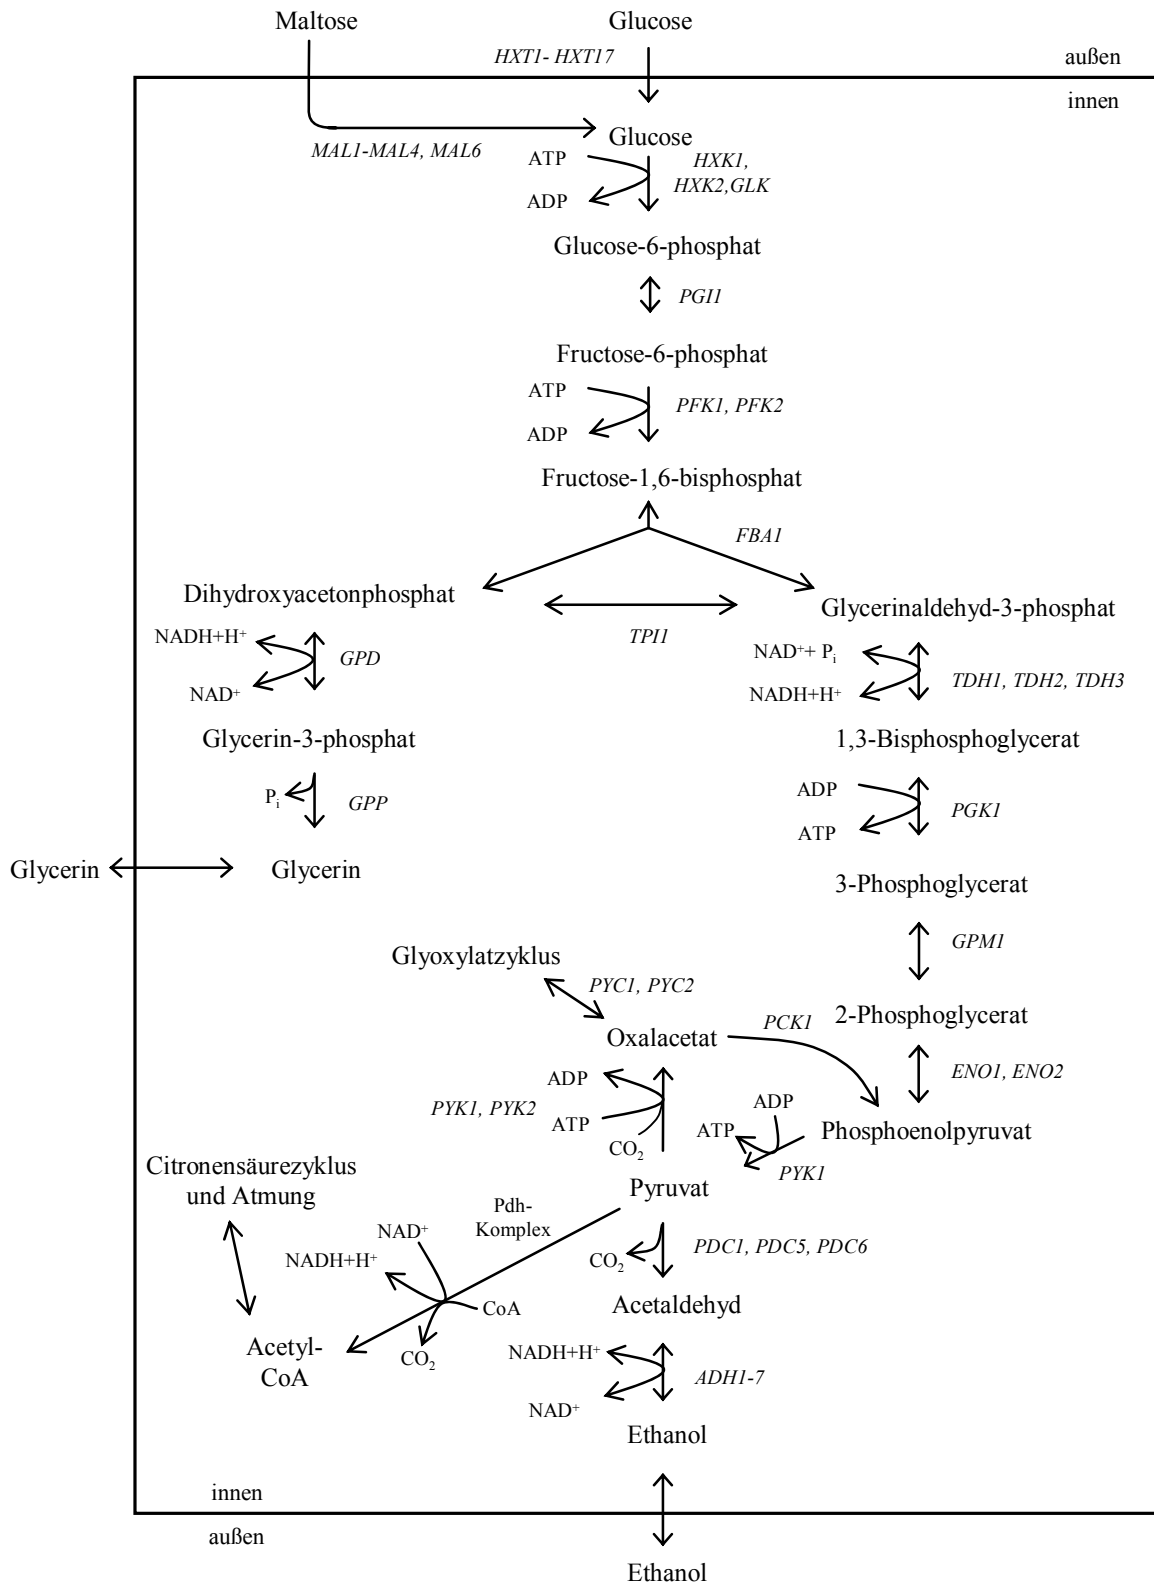 Maltose
Glucose
HXT1- HXT17
außen
innen
Glucose
MAL1-MAL4, MAL6
ATP
ADP
HXK1,
HXK2,GLK
Glucose-6-phosphat
PGI1
Fructose-6-phosphat
ATP
ADP
PFK1, PFK2
Fructose-1,6-bisphosphat
FBA1
Dihydroxyacetonphosphat
Glycerinaldehyd-3-phosphat
TPI1
NADH+H⁺
NAD⁺
GPD
NAD⁺+ Pᵢ
NADH+H⁺
TDH1, TDH2, TDH3
Glycerin-3-phosphat
1,3-Bisphosphoglycerat
Pᵢ
GPP
ADP
ATP
PGK1
Glycerin
Glycerin
3-Phosphoglycerat
GPM1
Glyoxylatzyklus
PYC1, PYC2
2-Phosphoglycerat
Oxalacetat
PCK1
ENO1, ENO2
ADP
PYK1, PYK2
ATP
CO₂
ADP
ATP
Phosphoenolpyruvat
PYK1
Citronensäurezyklus
und Atmung
Pyruvat
Pdh-
Komplex
NAD⁺
NADH+H⁺
CoA
CO₂
CO₂
PDC1, PDC5, PDC6
Acetaldehyd
Acetyl-
CoA
NADH+H⁺
NAD⁺
ADH1-7
Ethanol
innen
außen
Ethanol